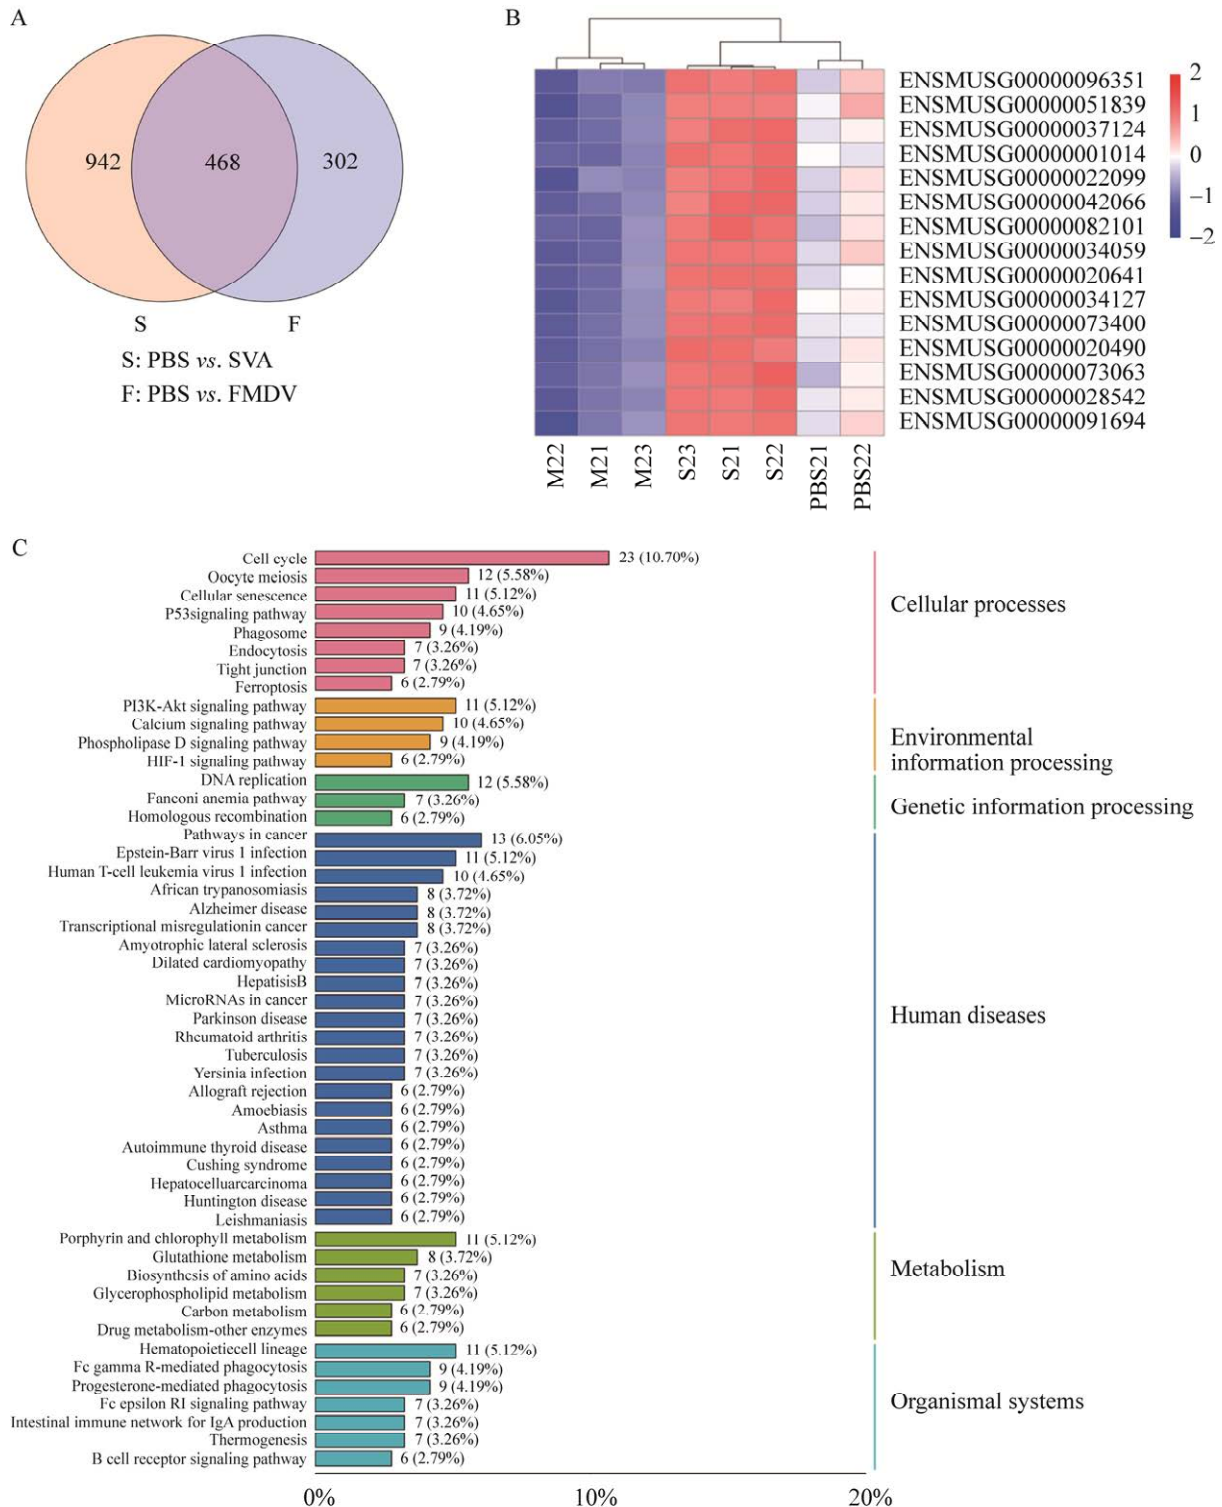 A
942
468
302
S
F
S: PBS vs. SVA
F: PBS vs. FMDV
B
2
1
0
−1
−2
ENSMUSG00000096351
ENSMUSG00000051839
ENSMUSG00000037124
ENSMUSG00000001014
ENSMUSG00000022099
ENSMUSG00000042066
ENSMUSG00000082101
ENSMUSG00000034059
ENSMUSG00000020641
ENSMUSG00000034127
ENSMUSG00000073400
ENSMUSG00000020490
ENSMUSG00000073063
ENSMUSG00000028542
ENSMUSG00000091694
M22
M21
M23
S23
S21
S22
PBS21
PBS22
C
Cell cycle 23 (10.70%)
Oocyte meiosis 12 (5.58%)
Cellular senescence 11 (5.12%)
P53signaling pathway 10 (4.65%)
Phagosome 9 (4.19%)
Endocytosis 7 (3.26%)
Tight junction 7 (3.26%)
Ferroptosis 6 (2.79%)
Cellular processes
PI3K-Akt signaling pathway 11 (5.12%)
Calcium signaling pathway 10 (4.65%)
Phospholipase D signaling pathway 9 (4.19%)
HIF-1 signaling pathway 6 (2.79%)
Environmental
information processing
DNA replication 12 (5.58%)
Fanconi anemia pathway 7 (3.26%)
Homologous recombination 6 (2.79%)
Genetic information processing
Pathways in cancer 13 (6.05%)
Epstein-Barr virus 1 infection 11 (5.12%)
Human T-cell leukemia virus 1 infection 10 (4.65%)
African trypanosomiasis 8 (3.72%)
Alzheimer disease 8 (3.72%)
Transcriptional misregulationin cancer 8 (3.72%)
Amyotrophic lateral sclerosis 7 (3.26%)
Dilated cardiomyopathy 7 (3.26%)
HepatisisB 7 (3.26%)
MicroRNAs in cancer 7 (3.26%)
Parkinson disease 7 (3.26%)
Rheumatoid arthritis 7 (3.26%)
Tuberculosis 7 (3.26%)
Yersinia infection 7 (3.26%)
Allograft rejection 6 (2.79%)
Amoebiasis 6 (2.79%)
Asthma 6 (2.79%)
Autoimmune thyroid disease 6 (2.79%)
Cushing syndrome 6 (2.79%)
Hepatocelluarcarcinoma 6 (2.79%)
Huntington disease 6 (2.79%)
Leishmaniasis 6 (2.79%)
Human diseases
Porphyrin and chlorophyll metabolism 11 (5.12%)
Glutathione metabolism 8 (3.72%)
Biosynthesis of amino acids 7 (3.26%)
Glycerophospholipid metabolism 7 (3.26%)
Carbon metabolism 6 (2.79%)
Drug metabolism-other enzymes 6 (2.79%)
Metabolism
Hematopoieticcell lineage 11 (5.12%)
Fc gamma R-mediated phagocytosis 9 (4.19%)
Progesterone-mediated phagocytosis 9 (4.19%)
Fc epsilon RI signaling pathway 7 (3.26%)
Intestinal immune network for IgA production 7 (3.26%)
Thermogenesis 7 (3.26%)
B cell receptor signaling pathway 6 (2.79%)
Organismal systems
0%
10%
20%